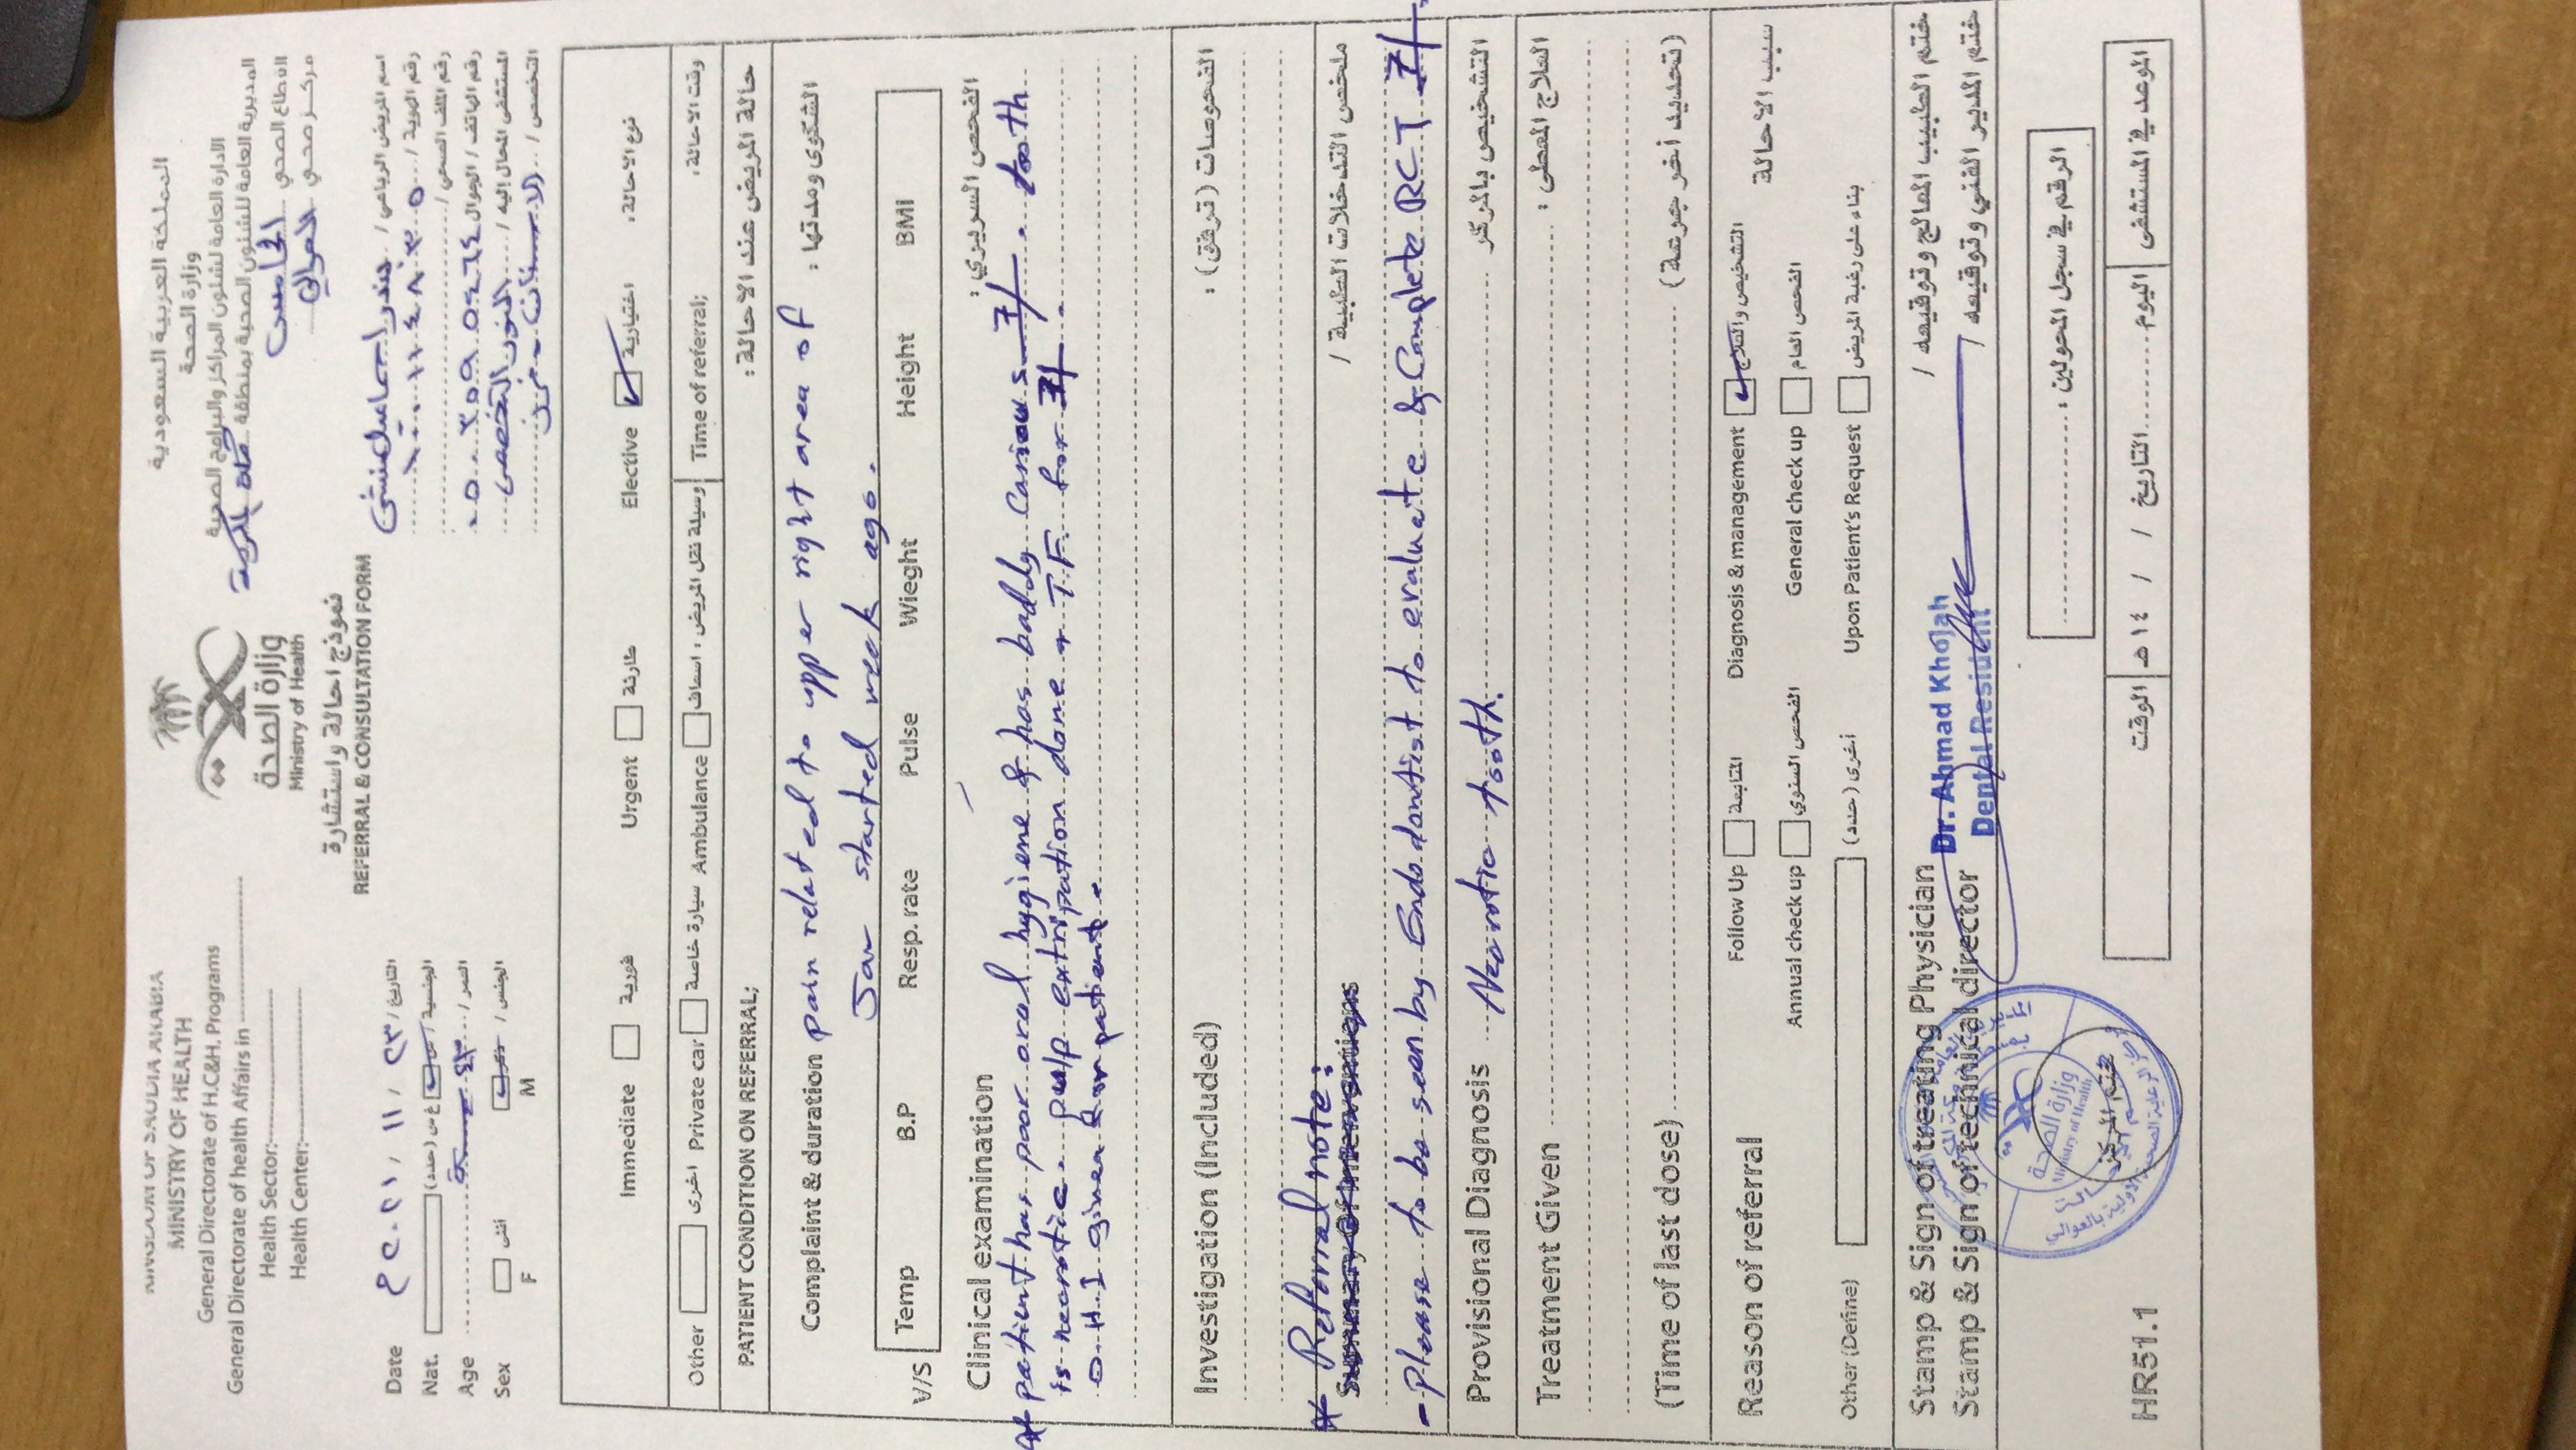 KINGDOM OF SAUDIA ARABIA
MINISTRY OF HEALTH
General Directorate of H.C&H. Programs
General Directorate of health Affairs in
Health Sector:
Health Center:
وزارة الصحة
Ministry of Health
نموذج احالة واستشارة
REFERRAL & CONSULTATION FORM
المملكة العربية السعودية
وزارة الصحة
الادارة العامة لشئون المراكز والبرامج الصحية
المديرية العامة للشئون الصحية بمنطقة مكة المكرمة
القطاع الصحي الخامس
مركز صحي العوالي
Date التاريخ / ٢٣ / ١١ / ٢٠٢١ م
Nat. الجنسية / س غ س (حدد)
Age العمر / ٤٣ سنة
Sex أنثى الجنس / ذكر
F M
اسم المريض الرباعي / بندر اسماعيل منشي
رقم الهوية / ١٠٠١١٤٨٣٥
رقم الملف الصحي /
رقم الهاتف / الجوال ٠٥٠٣٥٩٥٤٦٤
المستشفى المحال إليه / النور التخصصي
التخصص / الاسنان - فرز
Immediate فورية Urgent طارئة Elective اختيارية نوع الاحالة :
Other اخرى Private car سيارة خاصة Ambulance وسيلة نقل المريض : اسعاف Time of referral; وقت الاحالة :
PATIENT CONDITION ON REFERRAL; حالة المريض عند الاحالة :
Complaint & duration pain related to upper right area of الشكوى ومدتها :
Jaw started week ago.
V/S Temp B.P Resp. rate Pulse Wieght Height BMI
Clinical examination الفحص السريري :
* patient has poor oral hygiene & has baddy carious 7/ . tooth
is necrotic. pulp extripation done + T.F. for 7/ .
O.H.I given for patient.
Investigation (Included) الفحوصات (ترفق) :
* Referral note:
Summary Of Interventions ملخص التدخلات الطبية /
- Please to be seen by Endodontist to evaluate & Complete RCT 7/.
Provisional Diagnosis Necrotic tooth. التشخيص بالمركز
Treatment Given العلاج المعطى :
(Time of last dose) (تحديد أخر جرعة)
Reason of referral Follow Up المتابعة Diagnosis & management التشخيص والعلاج سبب الاحالة
Annual check up الفحص السنوي General check up الفحص العام
Other (Define) أخرى (حدد) Upon Patient's Request بناء على رغبة المريض
Stamp & Sign of treating Physician Dr. Ahmad Khojah ختم الطبيب المعالج وتوقيعه /
Stamp & Sign of technical director Dental Resident ختم المدير الفني وتوقيعه /
وزارة الصحة
Ministry of Health
ختم المركز
الرقم في سجل المحولين :
HR51.1
الموعد في المستشفى اليوم التاريخ / / ١٤ هـ الوقت